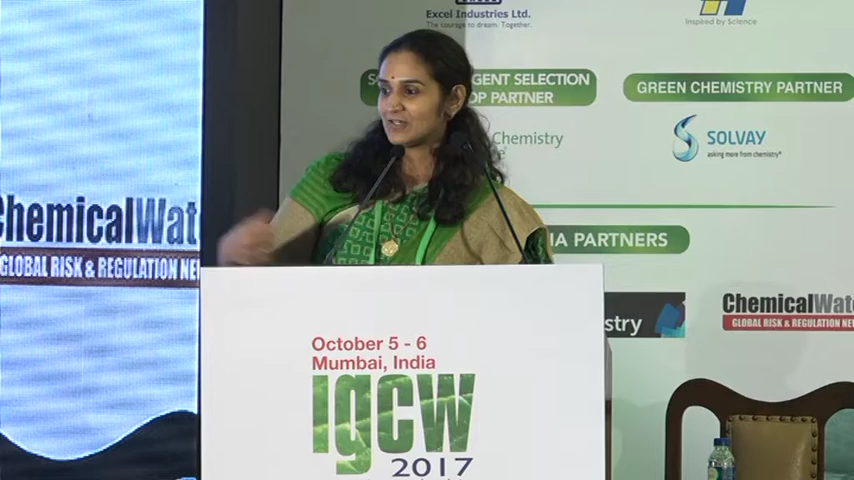 Excel Industries Ltd.
The courage to dream. Together.
Inspired by Science
GENT SELECTION
OP PARTNER
GREEN CHEMISTRY PARTNER
Chemistry
SOLVAY
asking more from chemistry®
ChemicalWat
GLOBAL RISK & REGULATION NE
IA PARTNERS
stry
ChemicalWat
GLOBAL RISK & REGULATION NEW
October 5 - 6
Mumbai, India
igcw
2017